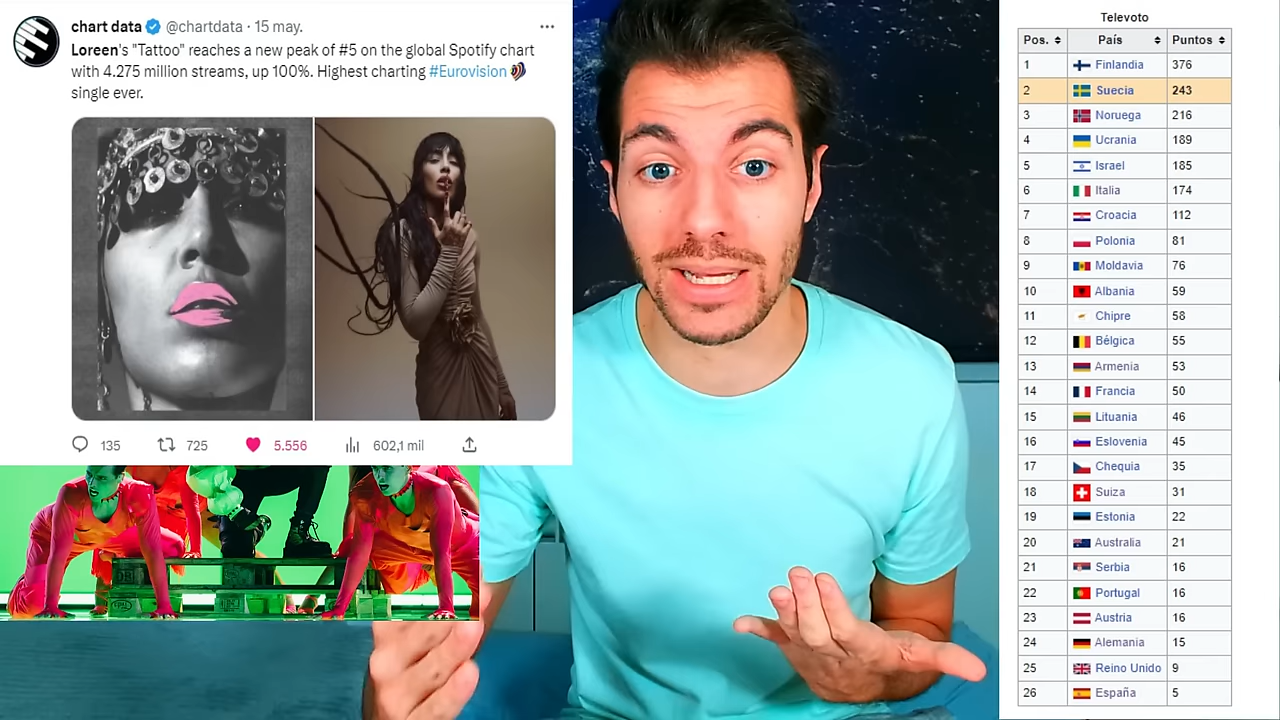 chart data @chartdata · 15 may.
Loreen's "Tattoo" reaches a new peak of #5 on the global Spotify chart
with 4.275 million streams, up 100%. Highest charting #Eurovision
single ever.
135 725 5.556 602,1 mil
Televoto
Pos. País Puntos
1 Finlandia 376
2 Suecia 243
3 Noruega 216
4 Ucrania 189
5 Israel 185
6 Italia 174
7 Croacia 112
8 Polonia 81
9 Moldavia 76
10 Albania 59
11 Chipre 58
12 Bélgica 55
13 Armenia 53
14 Francia 50
15 Lituania 46
16 Eslovenia 45
17 Chequia 35
18 Suiza 31
19 Estonia 22
20 Australia 21
21 Serbia 16
22 Portugal 16
23 Austria 16
24 Alemania 15
25 Reino Unido 9
26 España 5